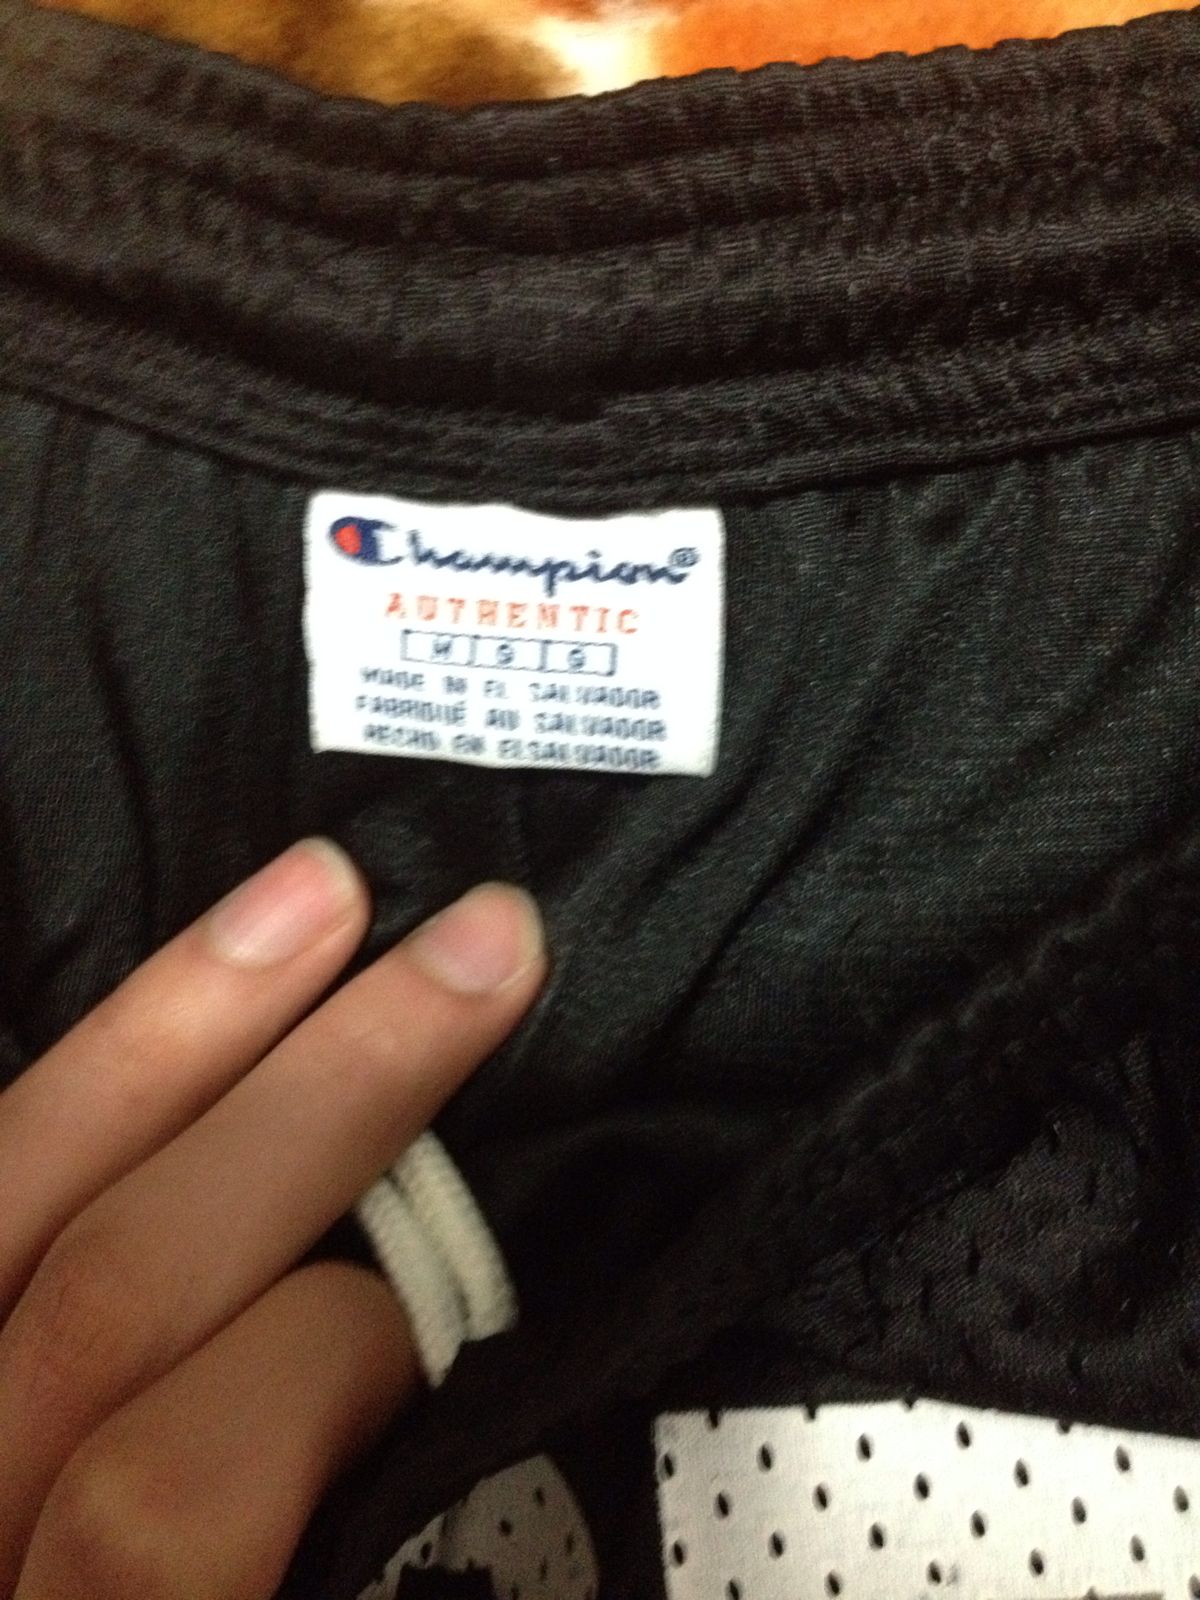 Champion®
AUTHENTIC
MADE IN EL SALVADOR
FABRIQUÉ AU SALVADOR
HECHO EN EL SALVADOR